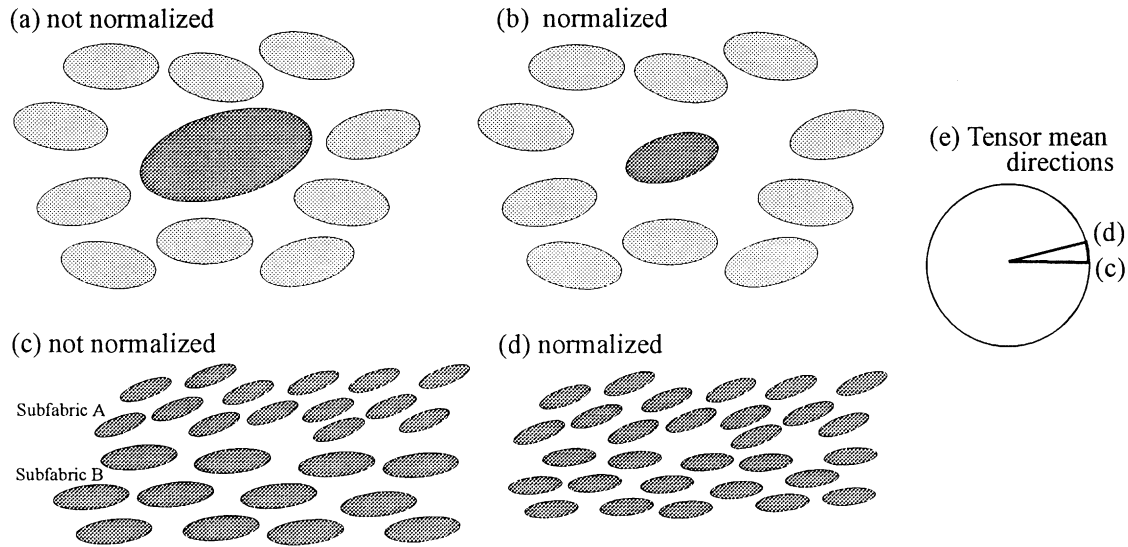 (a) not normalized
(b) normalized
(e) Tensor mean
directions
(d)
(c)
(c) not normalized
(d) normalized
Subfabric A
Subfabric B